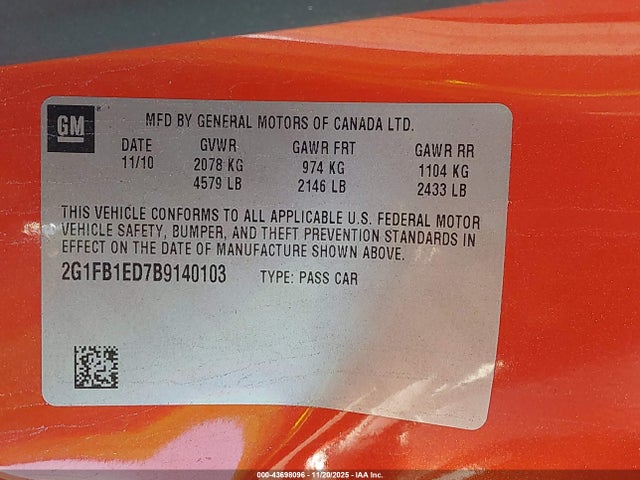 GM
MFD BY GENERAL MOTORS OF CANADA LTD.
DATE GVWR GAWR FRT GAWR RR
11/10 2078 KG 974 KG 1104 KG
4579 LB 2146 LB 2433 LB
THIS VEHICLE CONFORMS TO ALL APPLICABLE U.S. FEDERAL MOTOR
VEHICLE SAFETY, BUMPER, AND THEFT PREVENTION STANDARDS IN
EFFECT ON THE DATE OF MANUFACTURE SHOWN ABOVE.
2G1FB1ED7B9140103 TYPE: PASS CAR
000-43698096 - 11/20/2025 - IAA Inc.